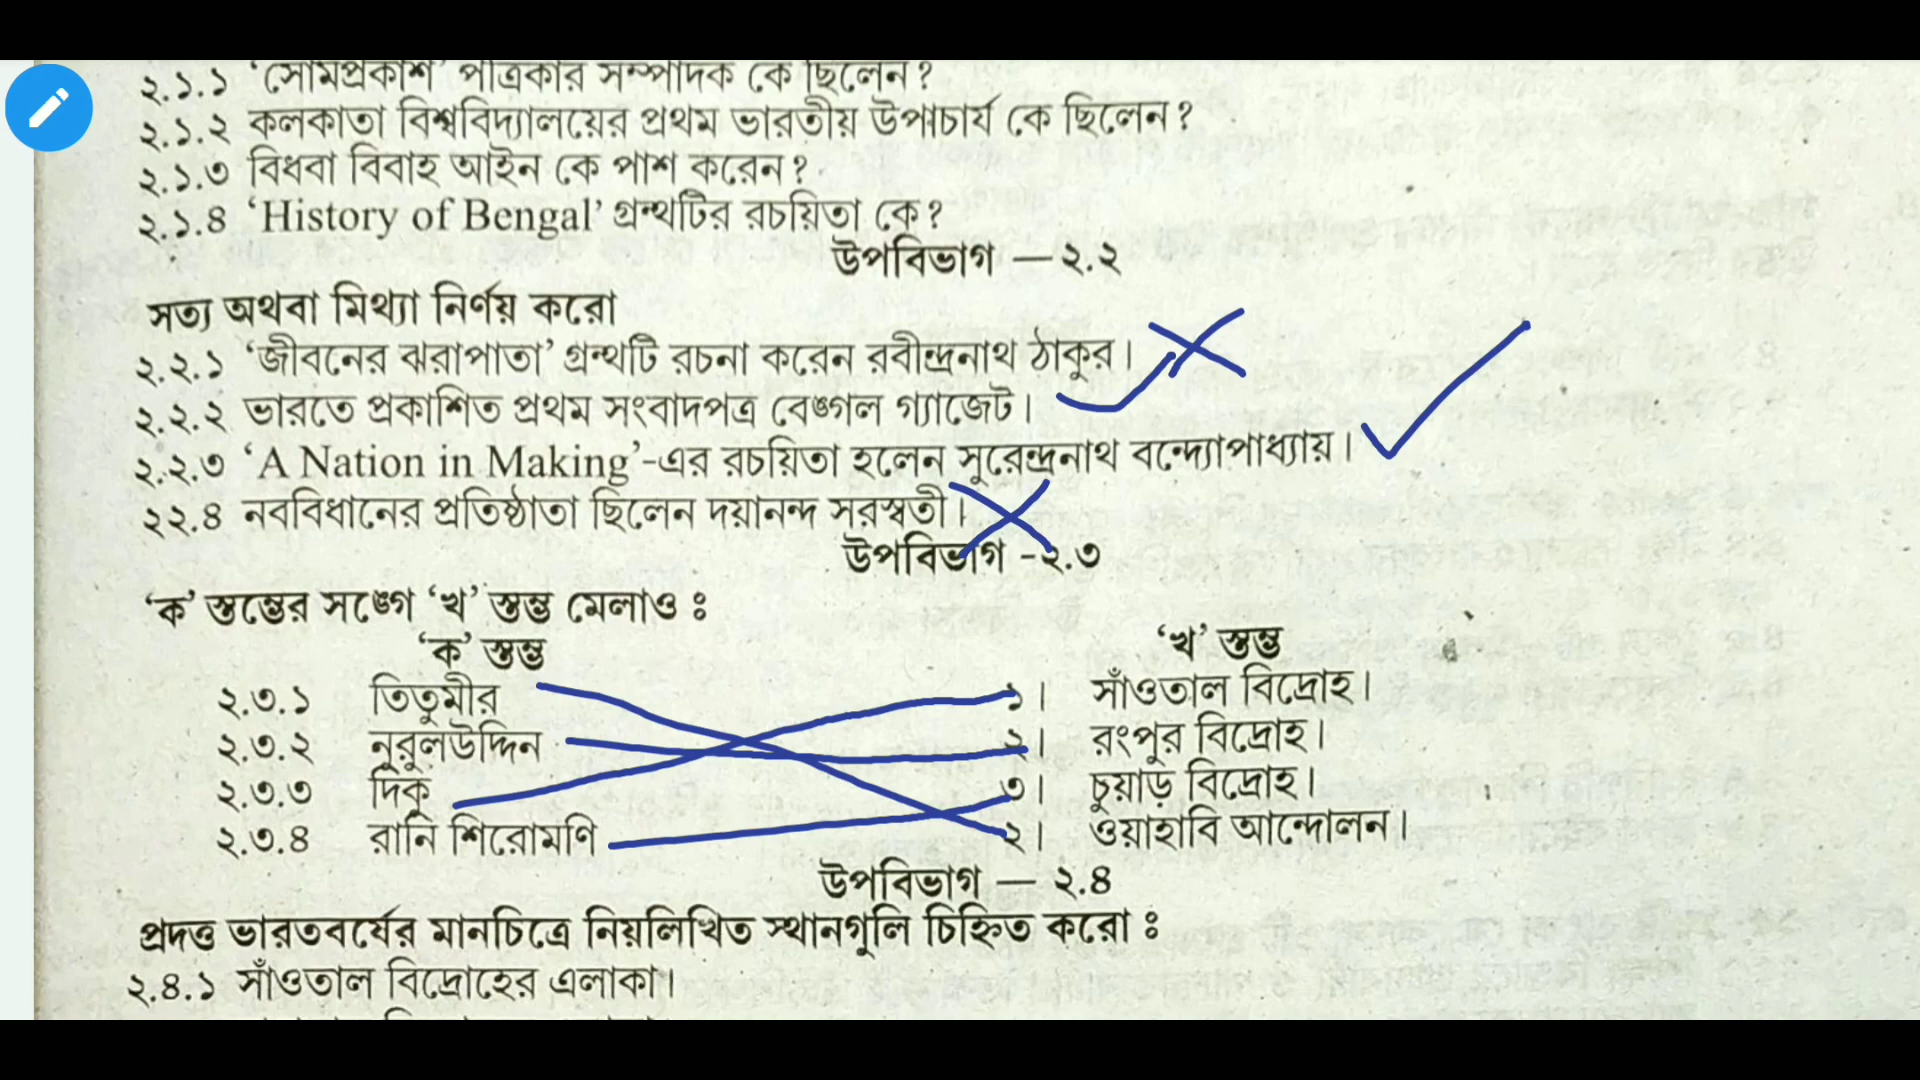 ২.১.১ ‘সোমপ্রকাশ’ পত্রিকার সম্পাদক কে ছিলেন?
২.১.২ কলকাতা বিশ্ববিদ্যালয়ের প্রথম ভারতীয় উপাচার্য কে ছিলেন?
২.১.৩ বিধবা বিবাহ আইন কে পাশ করেন?
২.১.৪ ‘History of Bengal’ গ্রন্থটির রচয়িতা কে?
উপবিভাগ — ২.২
সত্য অথবা মিথ্যা নির্ণয় করো
২.২.১ ‘জীবনের ঝরাপাতা’ গ্রন্থটি রচনা করেন রবীন্দ্রনাথ ঠাকুর।
২.২.২ ভারতে প্রকাশিত প্রথম সংবাদপত্র বেঙ্গল গ্যাজেট।
২.২.৩ ‘A Nation in Making’-এর রচয়িতা হলেন সুরেন্দ্রনাথ বন্দ্যোপাধ্যায়।
২২.৪ নববিধানের প্রতিষ্ঠাতা ছিলেন দয়ানন্দ সরস্বতী।
উপবিভাগ -২.৩
‘ক’ স্তম্ভের সঙ্গে ‘খ’ স্তম্ভ মেলাও ঃ
‘ক’ স্তম্ভ ‘খ’ স্তম্ভ
২.৩.১ তিতুমীর ১। সাঁওতাল বিদ্রোহ।
২.৩.২ নুরুলউদ্দিন ২। রংপুর বিদ্রোহ।
২.৩.৩ দিকু ৩। চুয়াড় বিদ্রোহ।
২.৩.৪ রানি শিরোমণি ২। ওয়াহাবি আন্দোলন।
উপবিভাগ — ২.৪
প্রদত্ত ভারতবর্ষের মানচিত্রে নিম্নলিখিত স্থানগুলি চিহ্নিত করো ঃ
২.৪.১ সাঁওতাল বিদ্রোহের এলাকা।